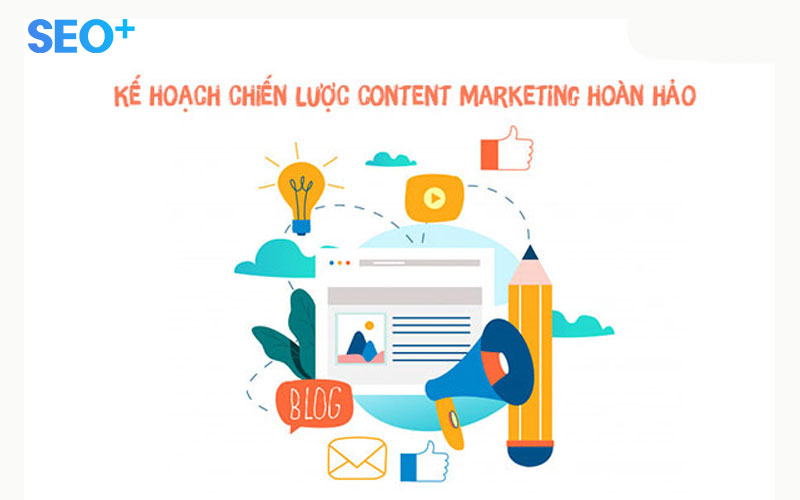 SEO+
KẾ HOẠCH CHIẾN LƯỢC CONTENT MARKETING HOÀN HẢO
BLOG